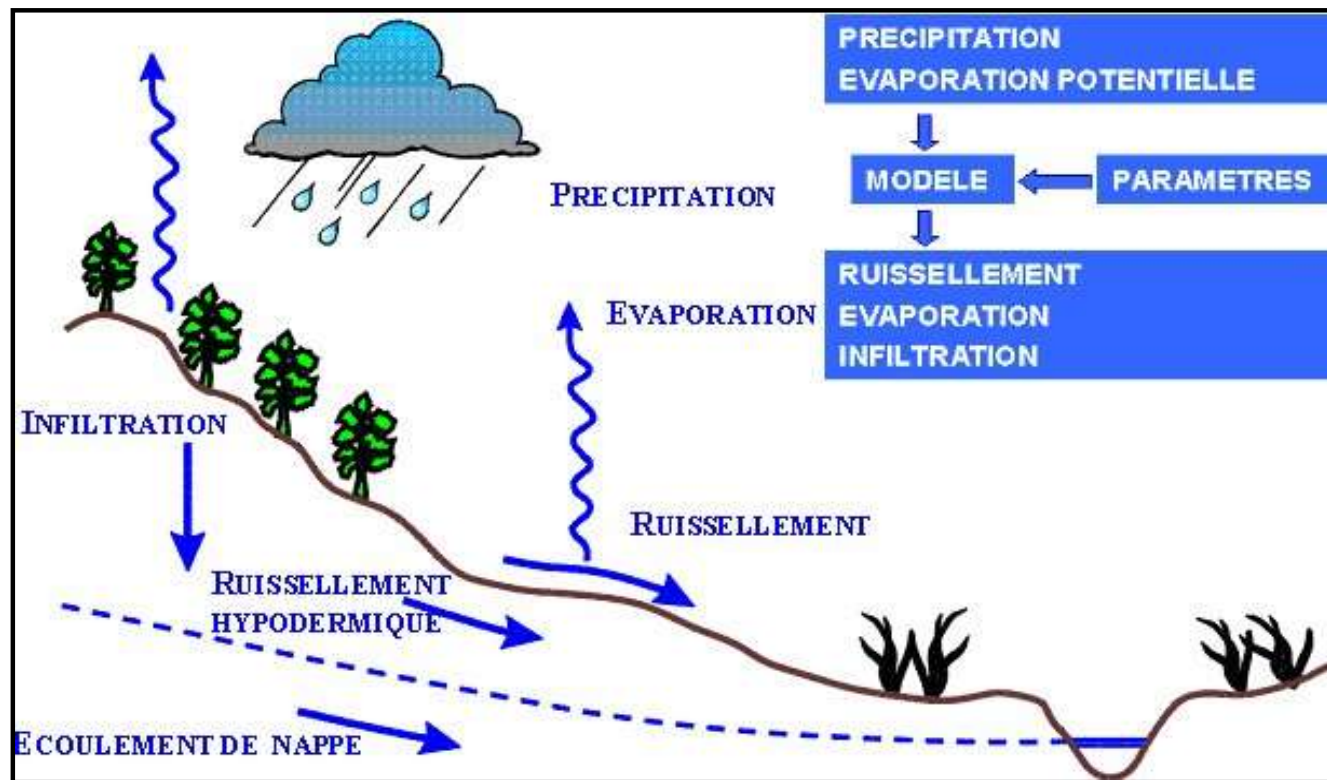 PRECIPITATION
EVAPORATION POTENTIELLE
MODELE
PARAMETRES
RUISSELLEMENT
EVAPORATION
INFILTRATION
PRECIPITATION
EVAPORATION
INFILTRATION
RUISSELLEMENT
RUISSELLEMENT
HYPODERMIQUE
ECOULEMENT DE NAPPE